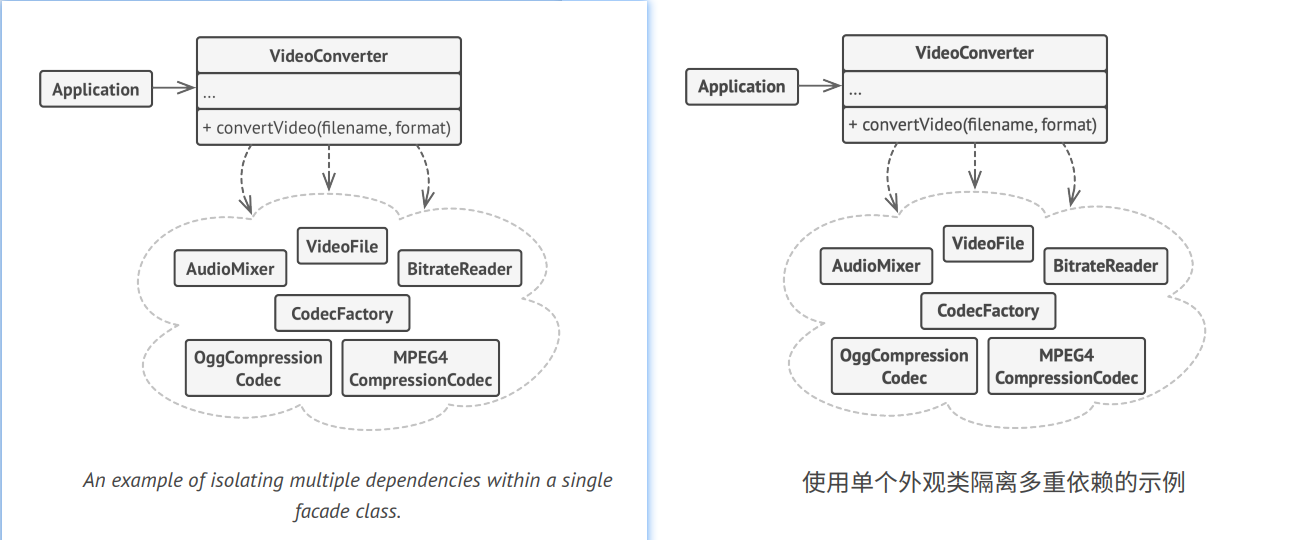 VideoConverter
Application
...
+ convertVideo(filename, format)
VideoFile
AudioMixer
BitrateReader
CodecFactory
OggCompression
Codec
MPEG4
CompressionCodec
An example of isolating multiple dependencies within a single
facade class.
VideoConverter
Application
...
+ convertVideo(filename, format)
VideoFile
AudioMixer
BitrateReader
CodecFactory
OggCompression
Codec
MPEG4
CompressionCodec
使用单个外观类隔离多重依赖的示例